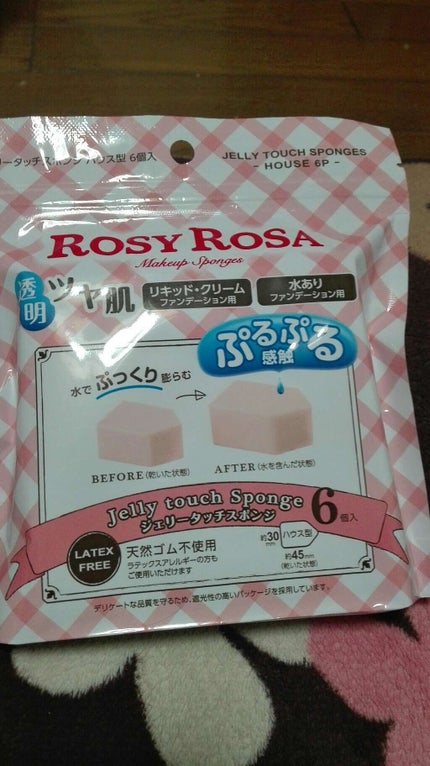 リータッチスポンジ ハウス型 6個入
JELLY TOUCH SPONGES
- HOUSE 6P -
ROSY ROSA
Makeup Sponges
透明
ツヤ肌
リキッド・クリーム
ファンデーション用
水あり
ファンデーション用
ぷるぷる
感触
水で ぷっくり 膨らむ
BEFORE (乾いた状態)
AFTER (水を含んだ状態)
Jelly touch Sponge
ジェリータッチスポンジ
6個入
LATEX
FREE
天然ゴム不使用
ラテックスアレルギーの方も
ご使用いただけます
約30
mm
ハウス型
約45mm
(乾いた状態)
デリケートな品質を守るため、遮光性の高いパッケージを採用しています。